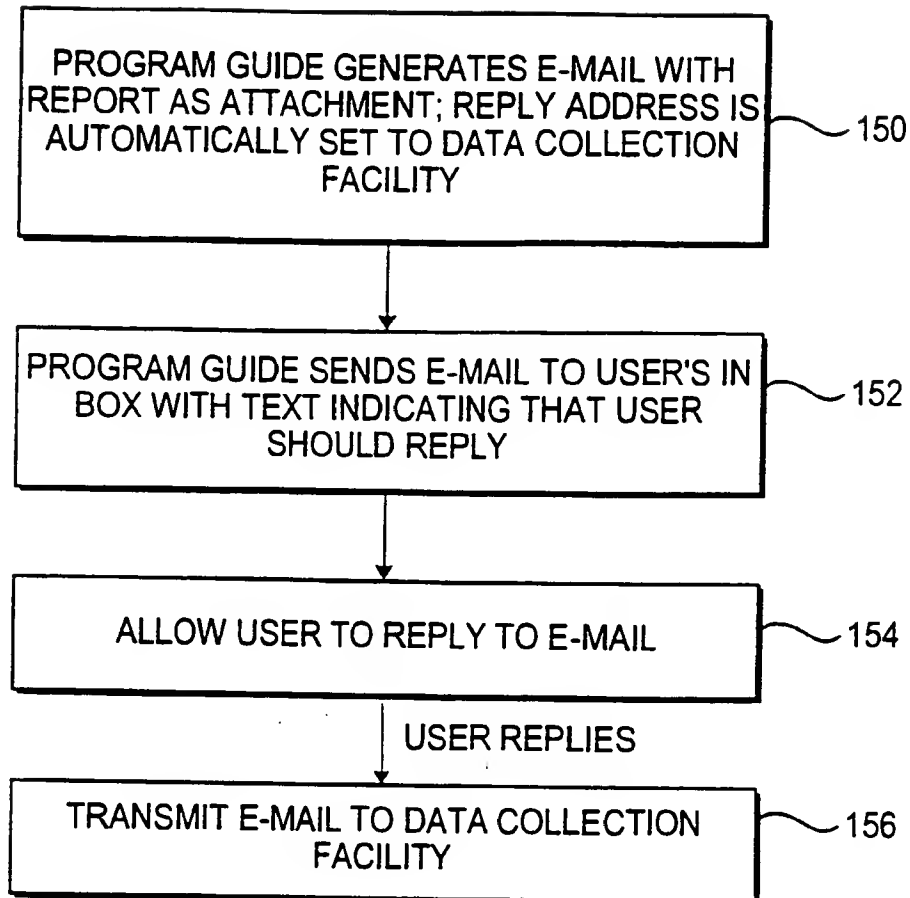 PROGRAM GUIDE GENERATES E-MAIL WITH
REPORT AS ATTACHMENT; REPLY ADDRESS IS
AUTOMATICALLY SET TO DATA COLLECTION
FACILITY
150
PROGRAM GUIDE SENDS E-MAIL TO USER'S IN
BOX WITH TEXT INDICATING THAT USER
SHOULD REPLY
152
ALLOW USER TO REPLY TO E-MAIL
154
USER REPLIES
TRANSMIT E-MAIL TO DATA COLLECTION
FACILITY
156